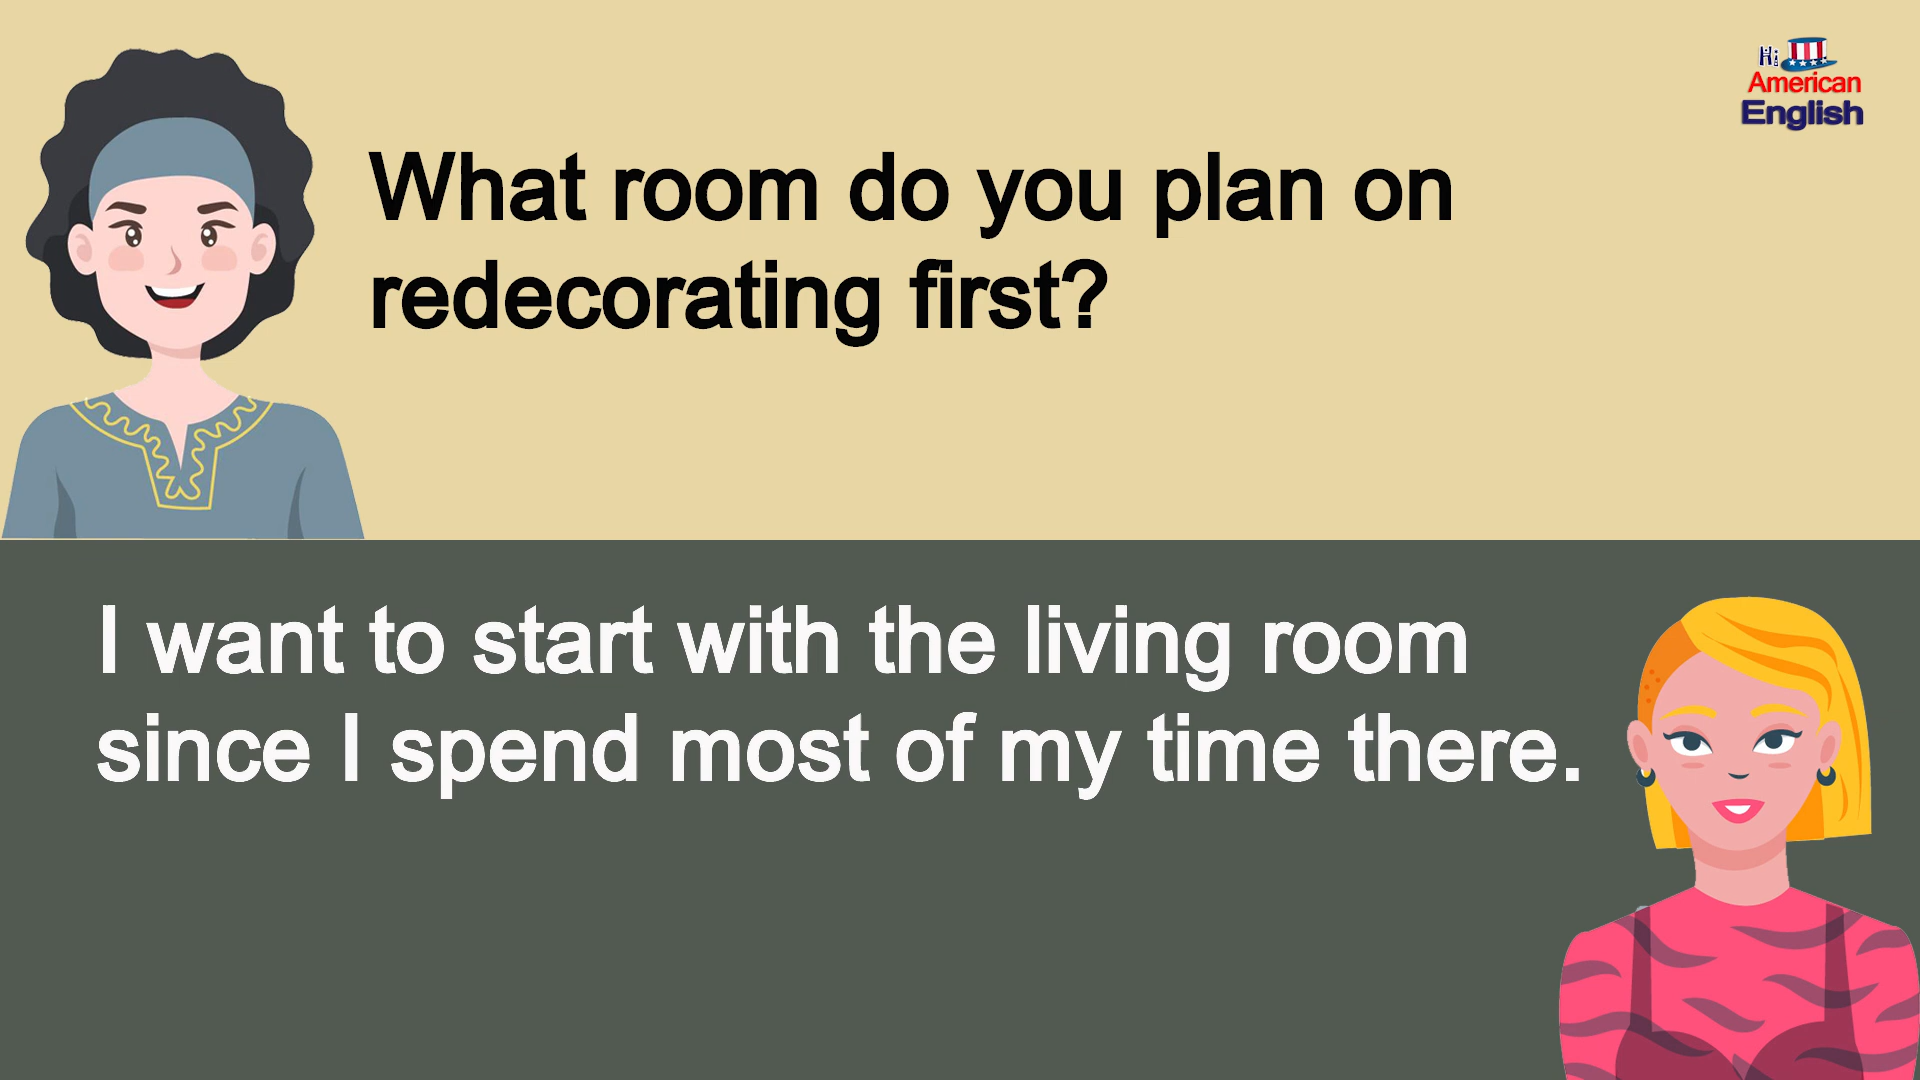 Hi
American
English
What room do you plan on
redecorating first?
I want to start with the living room
since I spend most of my time there.